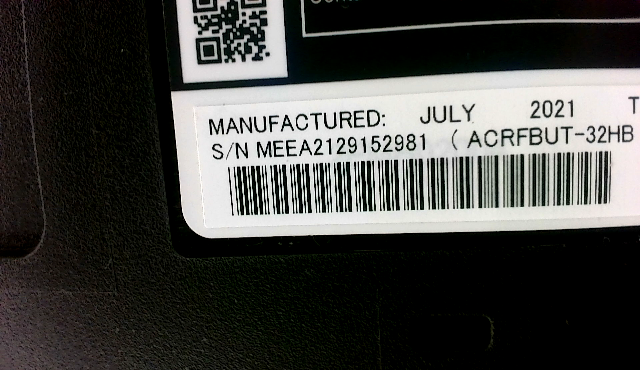 MANUFACTURED: JULY 2021 T
S/N MEEA2129152981 ( ACRFBUT-32HB